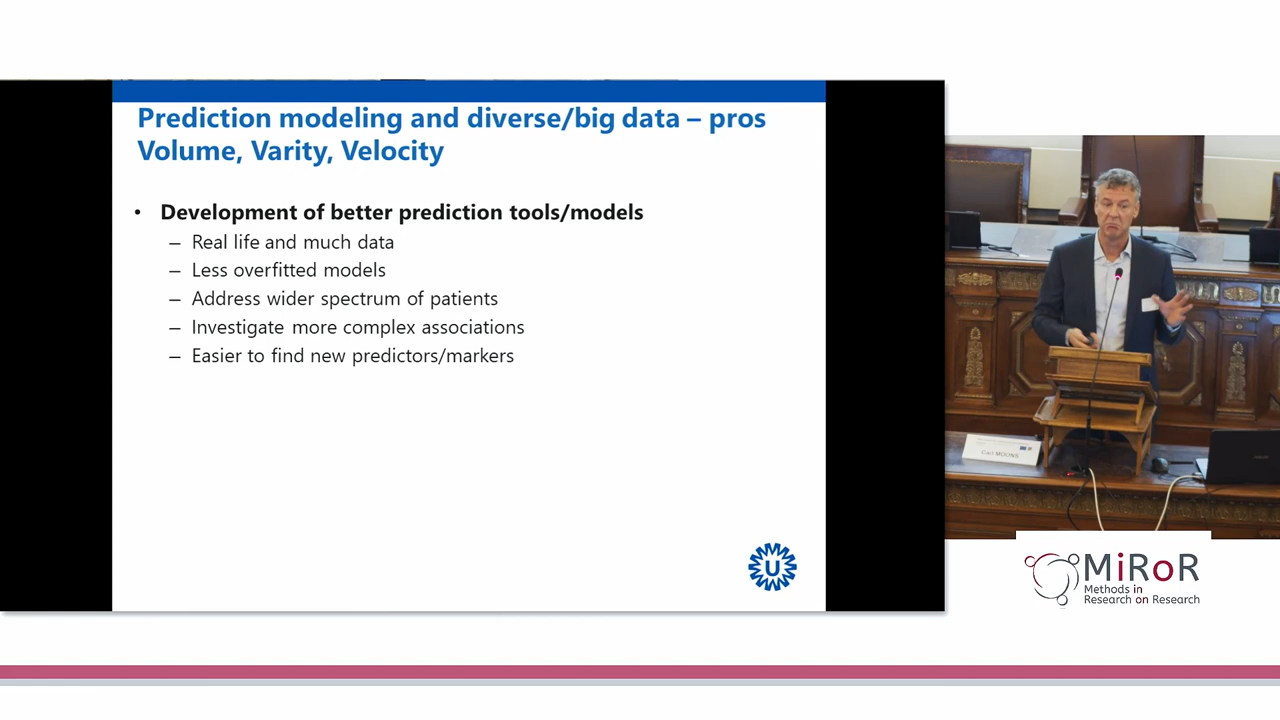 Prediction modeling and diverse/big data – pros
Volume, Varity, Velocity
• Development of better prediction tools/models
– Real life and much data
– Less overfitted models
– Address wider spectrum of patients
– Investigate more complex associations
– Easier to find new predictors/markers
U
Carl MOONS
MiRoR
Methods in
Research on Research